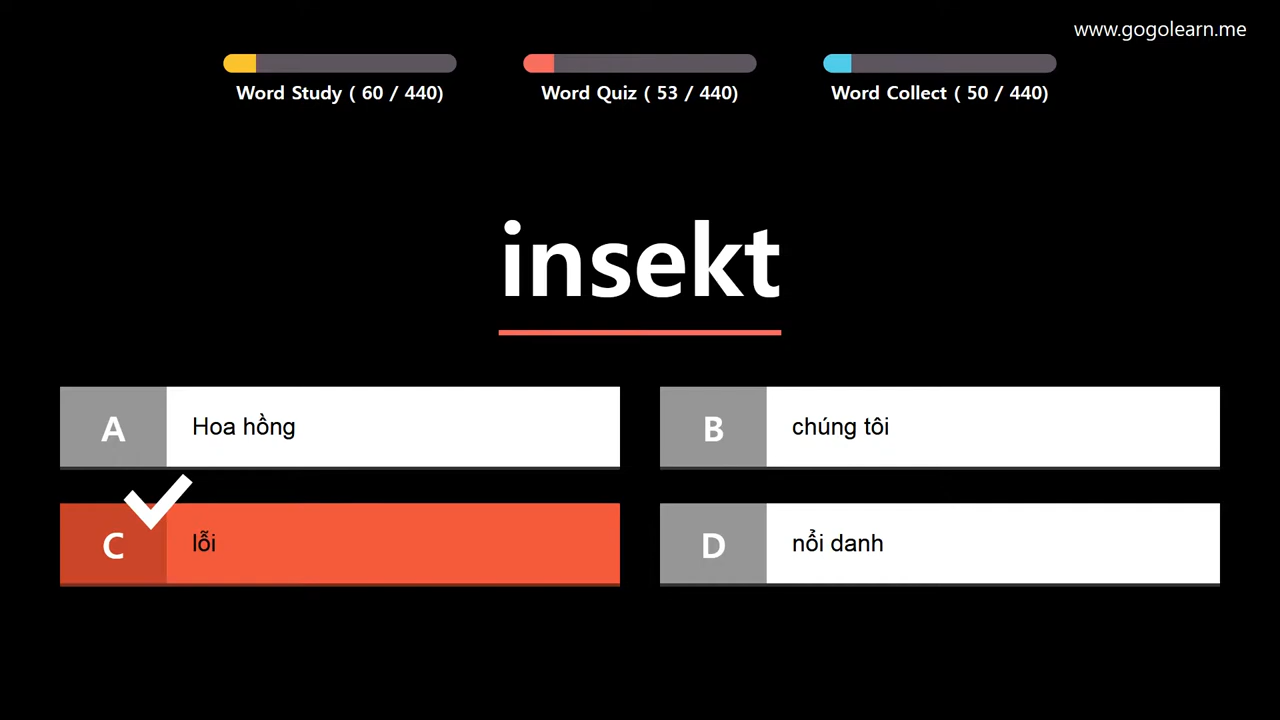 www.gogolearn.me
Word Study ( 60 / 440)
Word Quiz ( 53 / 440)
Word Collect ( 50 / 440)
insekt
A Hoa hồng
B chúng tôi
C lỗi
D nổi danh